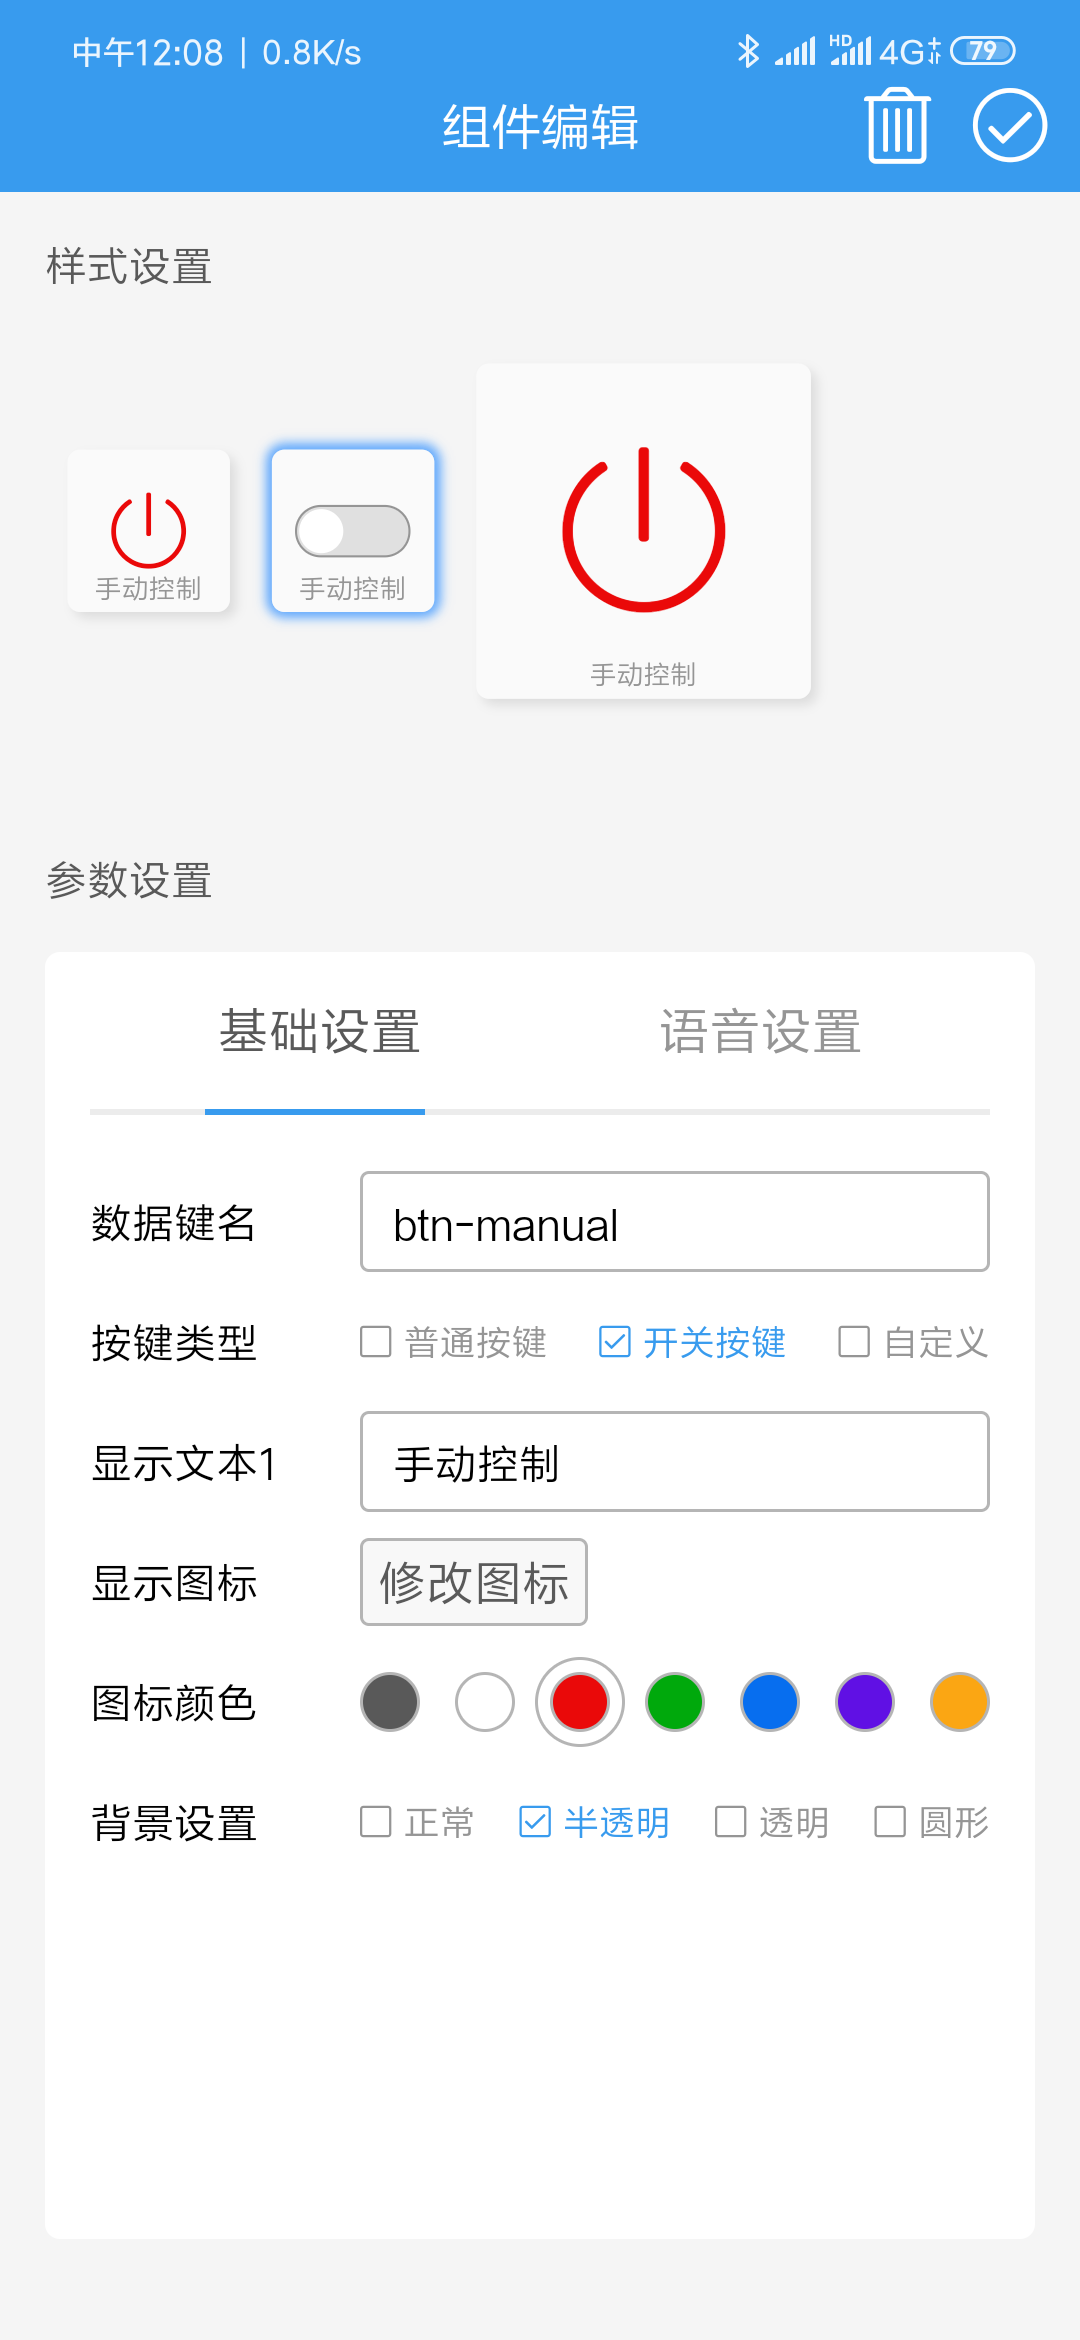 中午12:08 | 0.8K/s HD 4G+ 79
组件编辑
样式设置
手动控制 手动控制 手动控制
参数设置
基础设置 语音设置
数据键名 btn-manual
按键类型 普通按键 开关按键 自定义
显示文本1 手动控制
显示图标 修改图标
图标颜色
背景设置 正常 半透明 透明 圆形